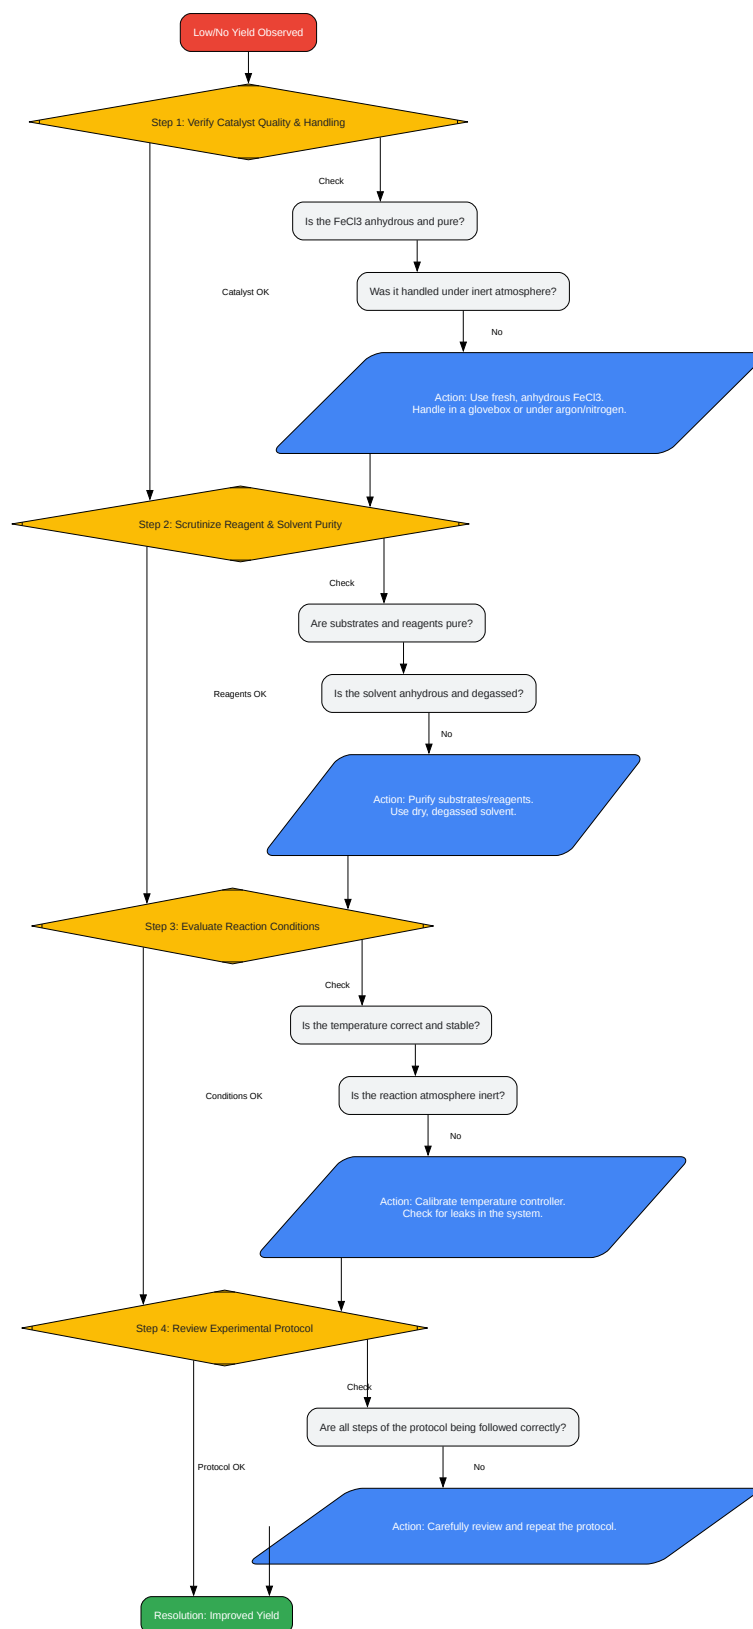 Low/No Yield Observed
Step 1: Verify Catalyst Quality & Handling
Check
Is the FeCl3 anhydrous and pure?
Catalyst OK
Was it handled under inert atmosphere?
No
Action: Use fresh, anhydrous FeCl3.
Handle in a glovebox or under argon/nitrogen.
Step 2: Scrutinize Reagent & Solvent Purity
Check
Are substrates and reagents pure?
Reagents OK
Is the solvent anhydrous and degassed?
No
Action: Purify substrates/reagents.
Use dry, degassed solvent.
Step 3: Evaluate Reaction Conditions
Check
Is the temperature correct and stable?
Conditions OK
Is the reaction atmosphere inert?
No
Action: Calibrate temperature controller.
Check for leaks in the system.
Step 4: Review Experimental Protocol
Check
Are all steps of the protocol being followed correctly?
Protocol OK
No
Action: Carefully review and repeat the protocol.
Resolution: Improved Yield